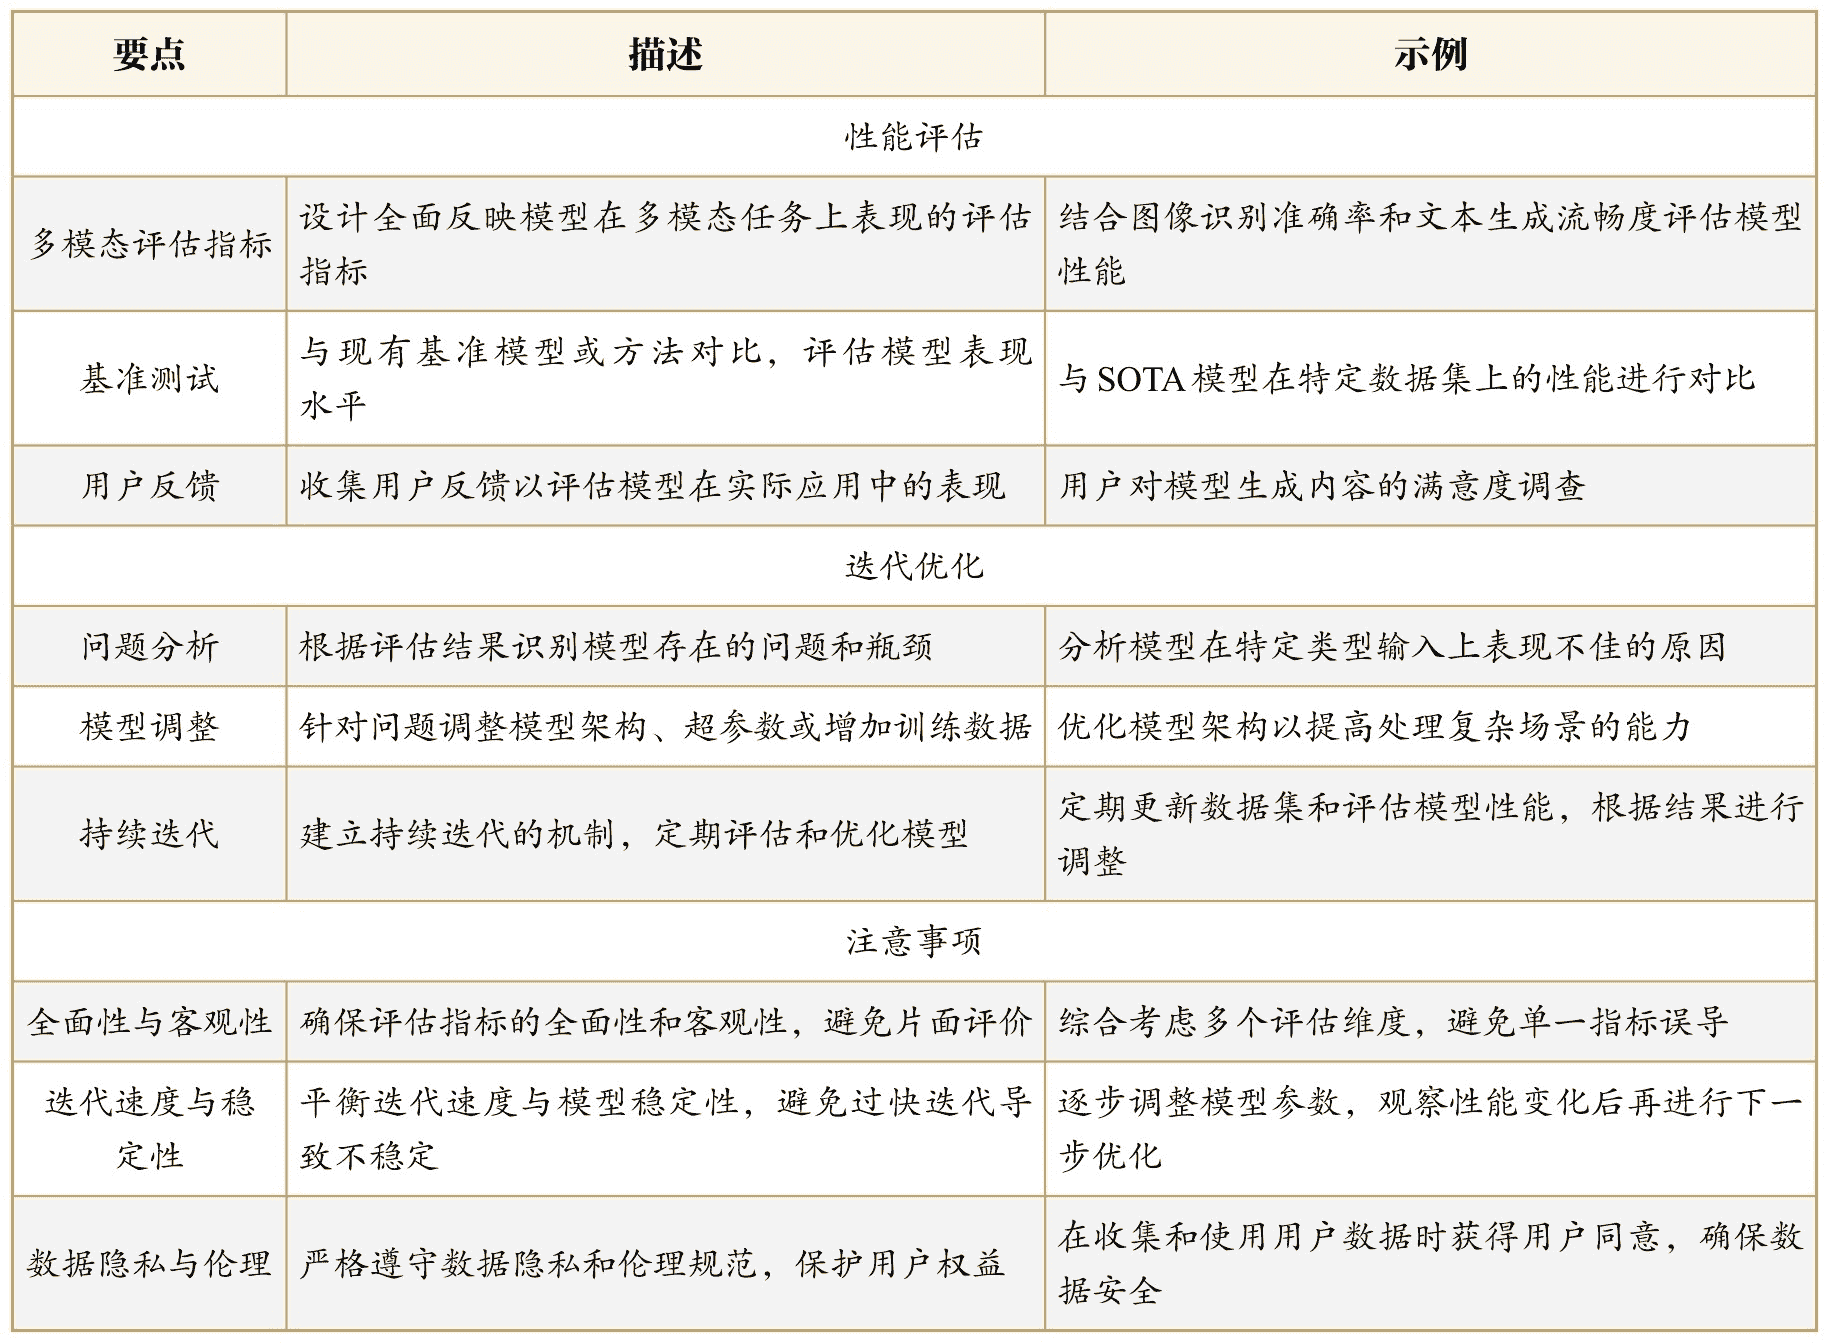 要点 描述 示例
性能评估
多模态评估指标 设计全面反映模型在多模态任务上表现的评估
指标 结合图像识别准确率和文本生成流畅度评估模型
性能
基准测试 与现有基准模型或方法对比，评估模型表现
水平 与SOTA模型在特定数据集上的性能进行对比
用户反馈 收集用户反馈以评估模型在实际应用中的表现 用户对模型生成内容的满意度调查
迭代优化
问题分析 根据评估结果识别模型存在的问题和瓶颈 分析模型在特定类型输入上表现不佳的原因
模型调整 针对问题调整模型架构、超参数或增加训练数据 优化模型架构以提高处理复杂场景的能力
持续迭代 建立持续迭代的机制，定期评估和优化模型 定期更新数据集和评估模型性能，根据结果进行
调整
注意事项
全面性与客观性 确保评估指标的全面性和客观性，避免片面评价 综合考虑多个评估维度，避免单一指标误导
迭代速度与稳
定性 平衡迭代速度与模型稳定性，避免过快迭代导
致不稳定 逐步调整模型参数，观察性能变化后再进行下一
步优化
数据隐私与伦理 严格遵守数据隐私和伦理规范，保护用户权益 在收集和使用用户数据时获得用户同意，确保数
据安全